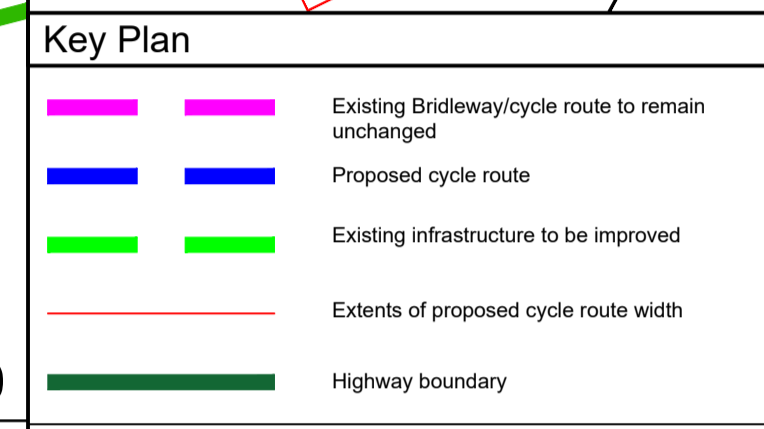 Key Plan
Existing Bridleway/cycle route to remain
unchanged
Proposed cycle route
Existing infrastructure to be improved
Extents of proposed cycle route width
Highway boundary